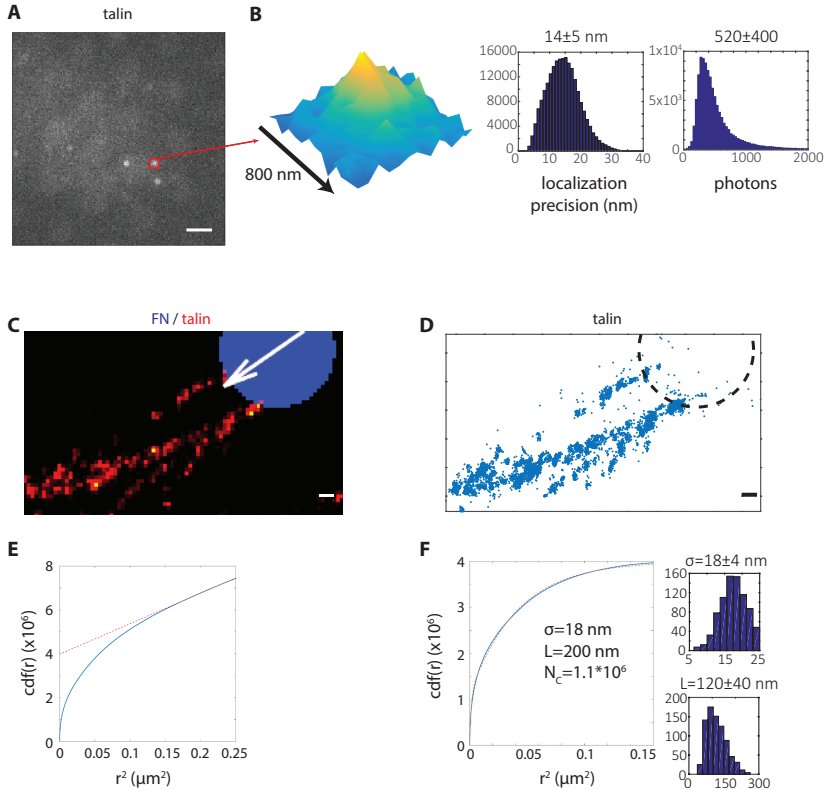 A
talin
B
800 nm
14±5 nm
16000
12000
8000
4000
0
0 10 20 30 40
localization
precision (nm)
520±400
1x10⁴
5x10³
0
0 1000 2000
photons
C
FN / talin
D
talin
E
8
6
4
2
0
0 0.05 0.1 0.15 0.2 0.25
cdf(r) (x10⁶)
r² (µm²)
F
4
3
2
1
0
0 0.05 0.1 0.15
cdf(r) (x10⁶)
r² (µm²)
σ=18 nm
L=200 nm
N_C=1.1*10⁶
σ=18±4 nm
160
120
80
40
0
5 15 25
L=120±40 nm
200
150
100
50
0
0 150 300